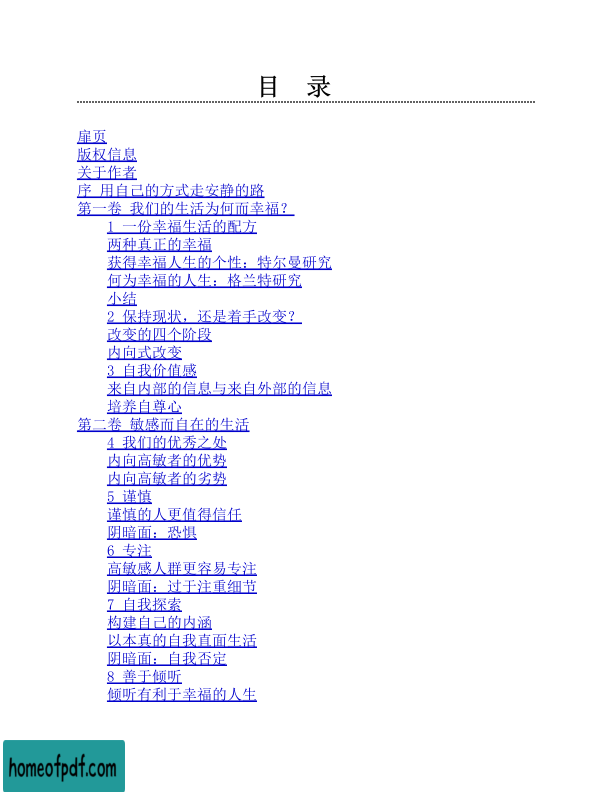 目 录
扉页
版权信息
关于作者
序 用自己的方式走安静的路
第一卷 我们的生活为何而幸福？
1 一份幸福生活的配方
两种真正的幸福
获得幸福人生的个性：特尔曼研究
何为幸福的人生：格兰特研究
小结
2 保持现状，还是着手改变？
改变的四个阶段
内向式改变
3 自我价值感
来自内部的信息与来自外部的信息
培养自尊心
第二卷 敏感而自在的生活
4 我们的优秀之处
内向高敏者的优势
内向高敏者的劣势
5 谨慎
谨慎的人更值得信任
阴暗面：恐惧
6 专注
高敏感人群更容易专注
阴暗面：过于注重细节
7 自我探索
构建自己的内涵
以本真的自我直面生活
阴暗面：自我否定
8 善于倾听
倾听有利于幸福的人生
homeofpdf.com